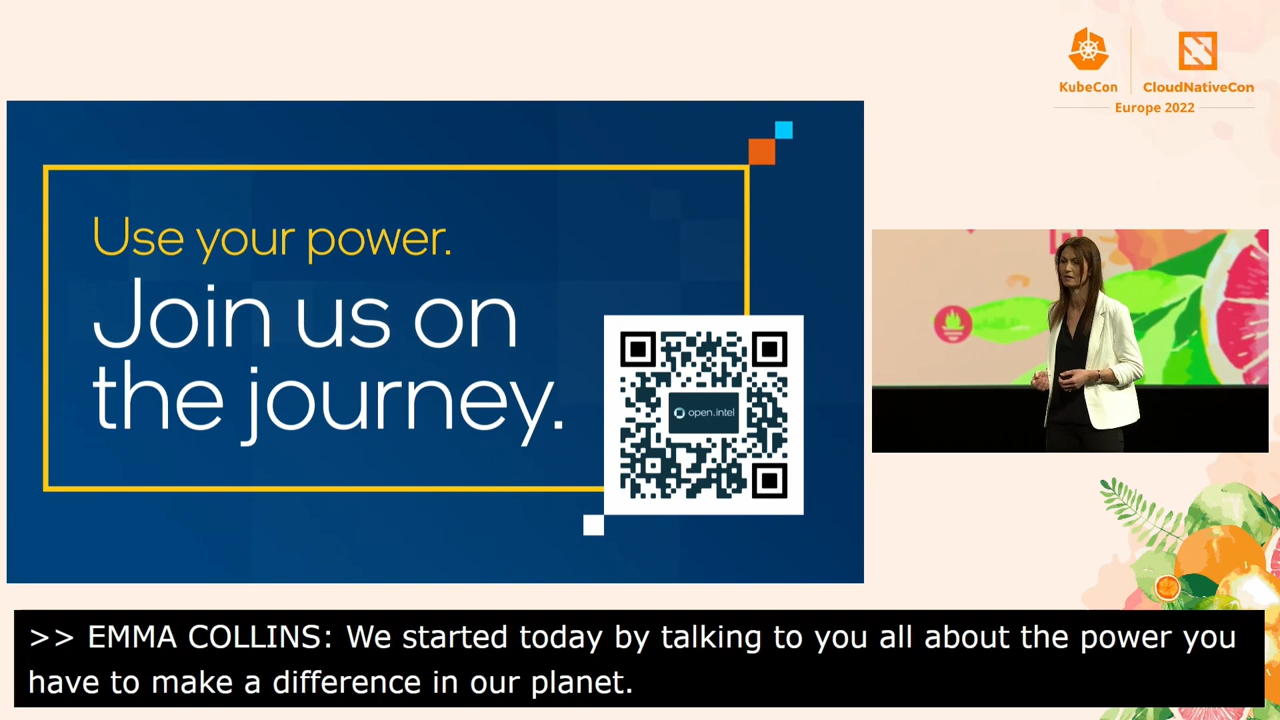 KubeCon
CloudNativeCon
Europe 2022
Use your power.
Join us on
the journey.
open.intel
>> EMMA COLLINS: We started today by talking to you all about the power you
have to make a difference in our planet.